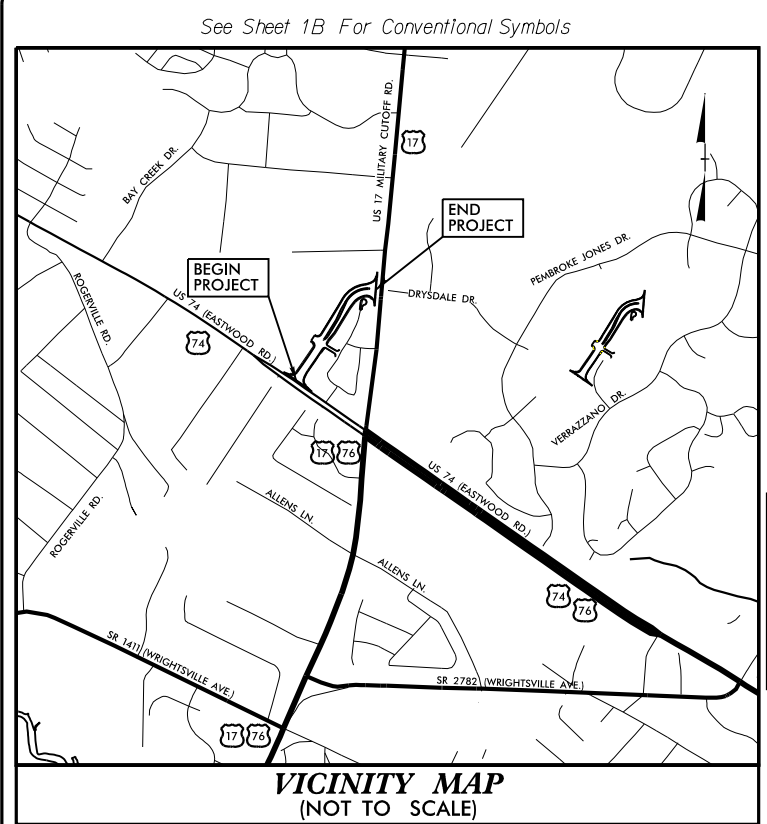 See Sheet 1B For Conventional Symbols
US 17 MILITARY CUTOFF RD.
17
BAY CREEK DR.
END
PROJECT
PEMBROKE JONES DR.
BEGIN
PROJECT
ROGERVILLE RD.
US 74 (EASTWOOD RD.)
DRYSDALE DR.
74
VERRAZZANO DR.
17 76
US 74 (EASTWOOD RD.)
ALLENS LN.
ROGERVILLE RD.
ALLENS LN.
74
76
SR 1411 (WRIGHTSVILLE AVE.)
SR 2782 (WRIGHTSVILLE AVE.)
17 76
VICINITY MAP
(NOT TO SCALE)